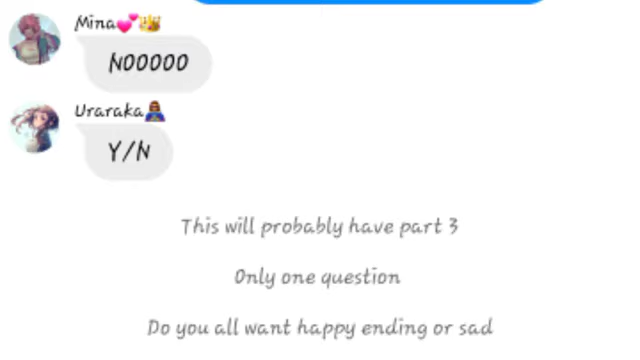 Mina💕👑
NOOOOO
Uraraka🙇🏾‍♀️
Y/N
This will probably have part 3
Only one question
Do you all want happy ending or sad